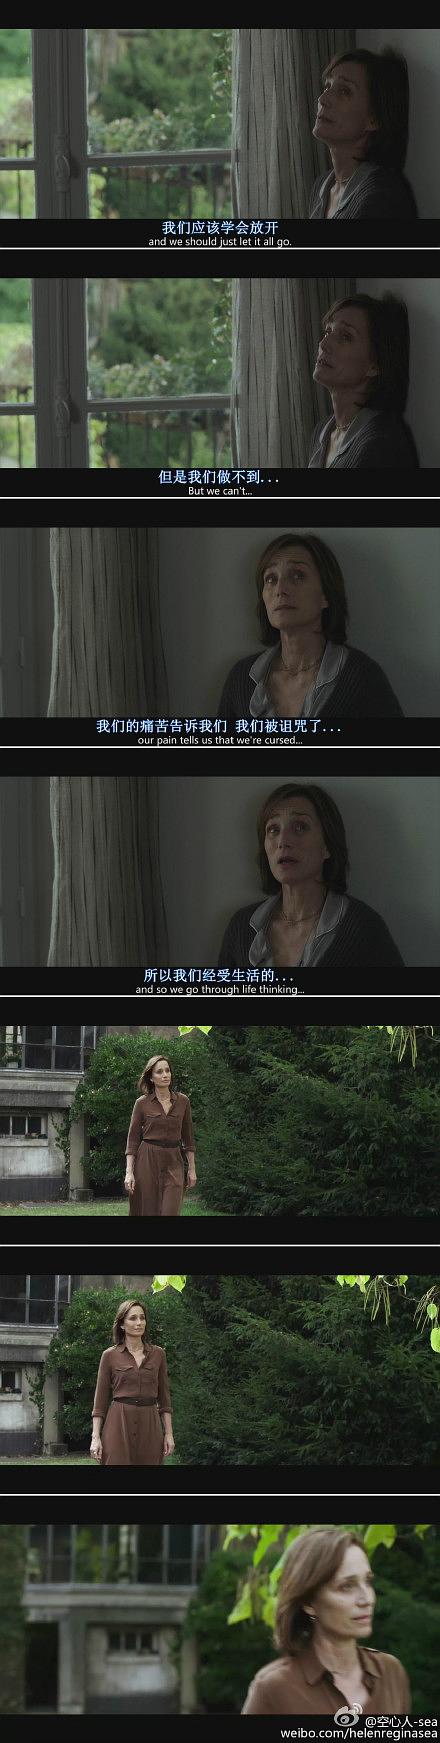 我们应该学会放开
and we should just let it all go.
但是我们做不到...
But we can't...
我们的痛苦告诉我们 我们被诅咒了...
our pain tells us that we're cursed...
所以我们经受生活的...
and so we go through life thinking...
@空心人-sea
weibo.com/helenreginasea